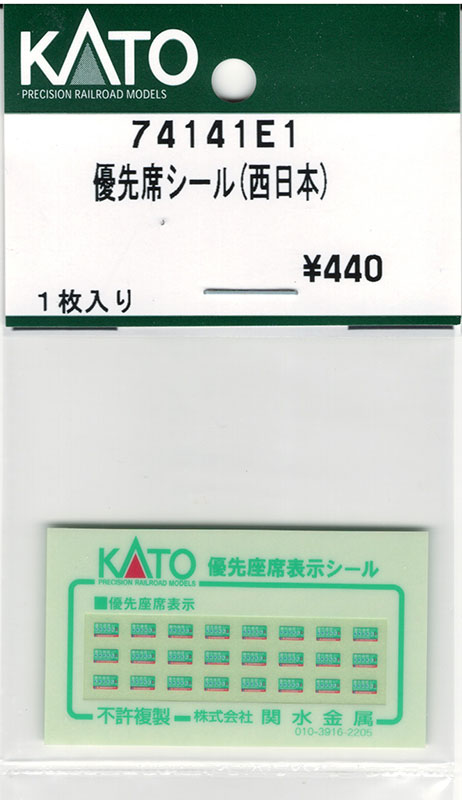 KATO
PRECISION RAILROAD MODELS
74141E1
優先席シール(西日本)
¥440
1枚入り
KATO 優先座席表示シール
PRECISION RAILROAD MODELS
■優先座席表示
不許複製 株式会社 関水金属
010-3916-2205